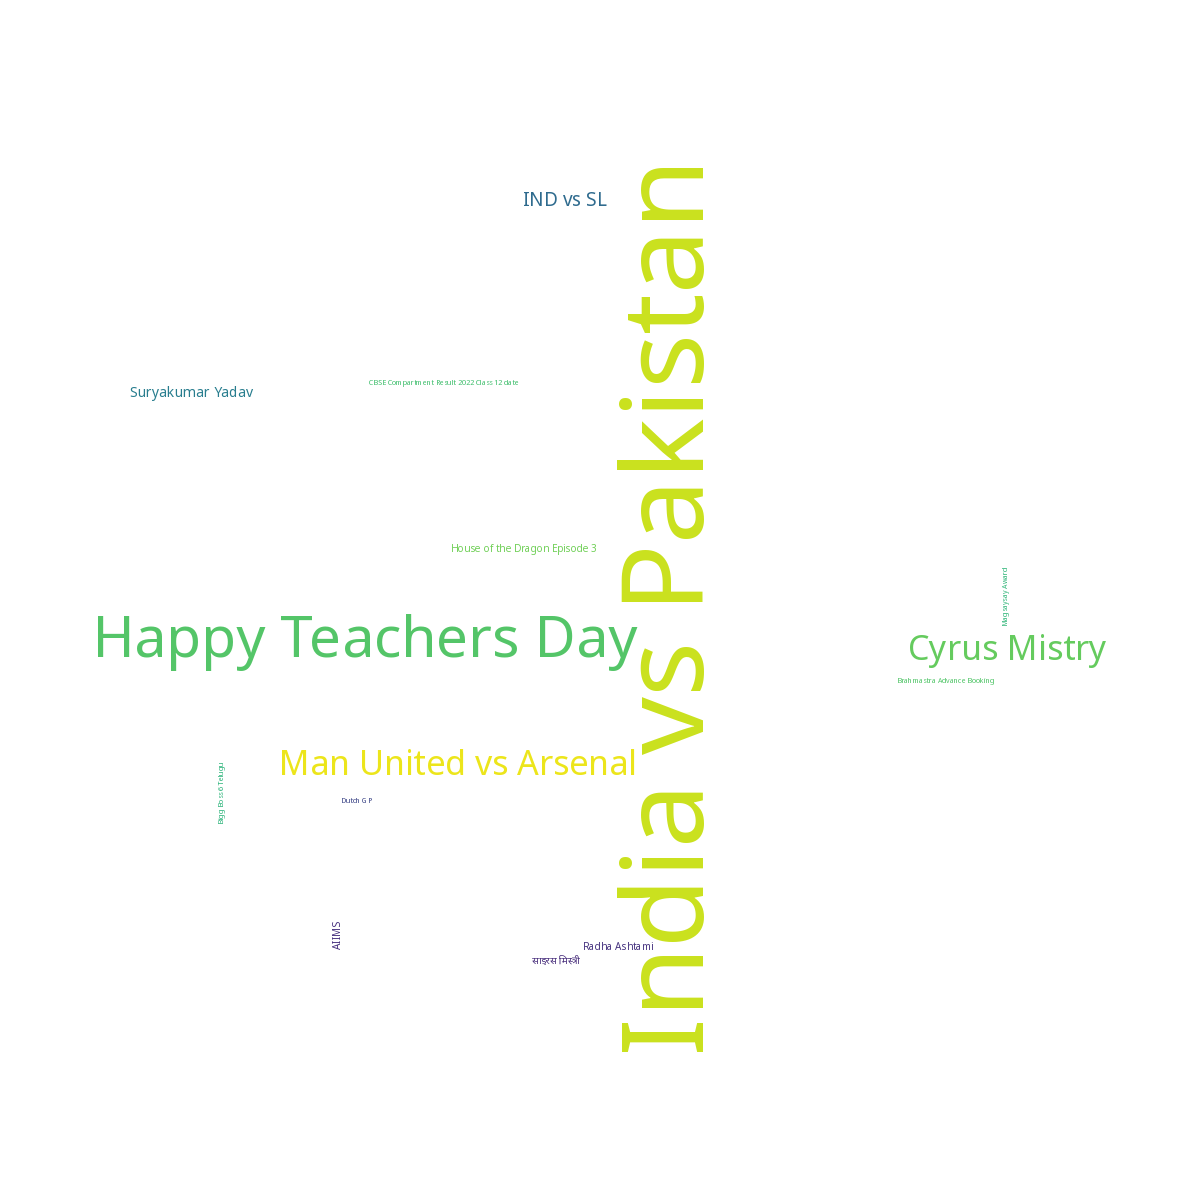 IND vs SL
India vs Pakistan
CBSE Compartment Result 2022 Class 12 date
Suryakumar Yadav
House of the Dragon Episode 3
Magsaysay Award
Happy Teachers Day
Cyrus Mistry
Brahmastra Advance Booking
Man United vs Arsenal
Bigg Boss 6 Telugu
Dutch GP
AIIMS
Radha Ashtami
साइरस मिस्त्री